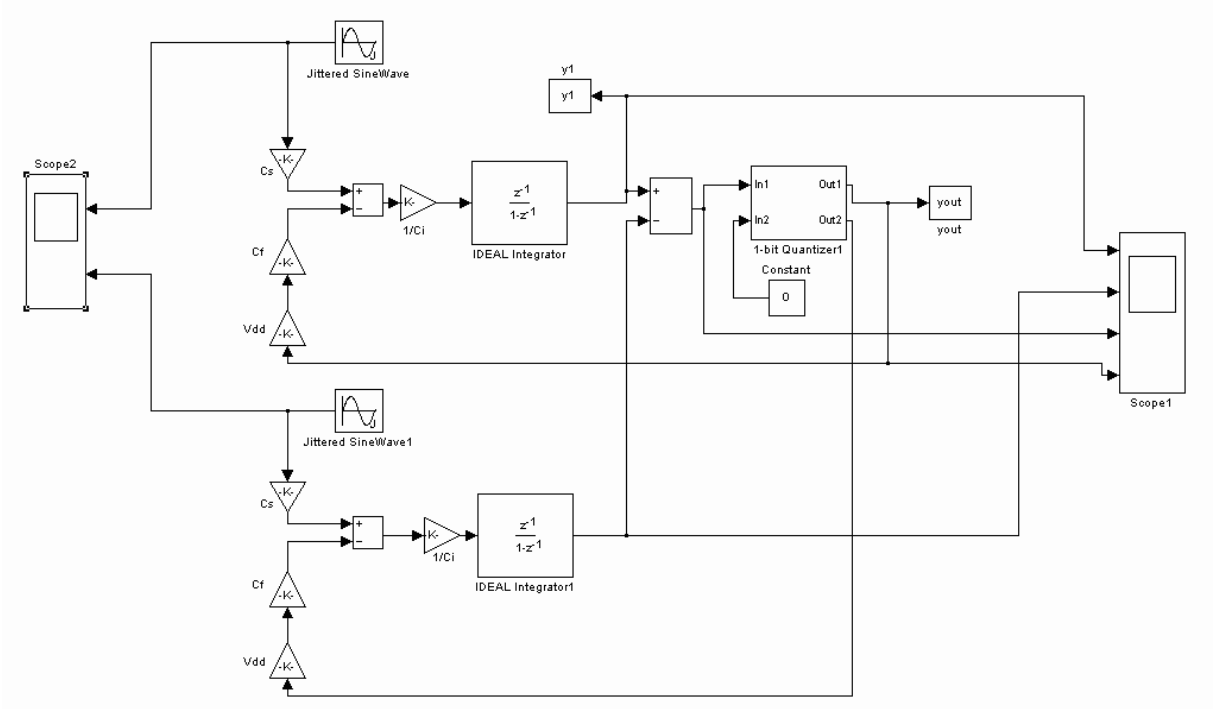 Jittered SineWave
y1
y1
Scope2
-K-
Cs
+
−
K-
1/Ci
z-1
1-z-1
IDEAL Integrator
+
−
In1
Out1
In2
Out2
1-bit Quantizer1
yout
yout
Constant
0
Cf
-K-
Vdd
-K-
Scope1
Jittered SineWave1
-K-
Cs
+
−
K-
1/Ci
z-1
1-z-1
IDEAL Integrator1
Cf
-K-
Vdd
-K-